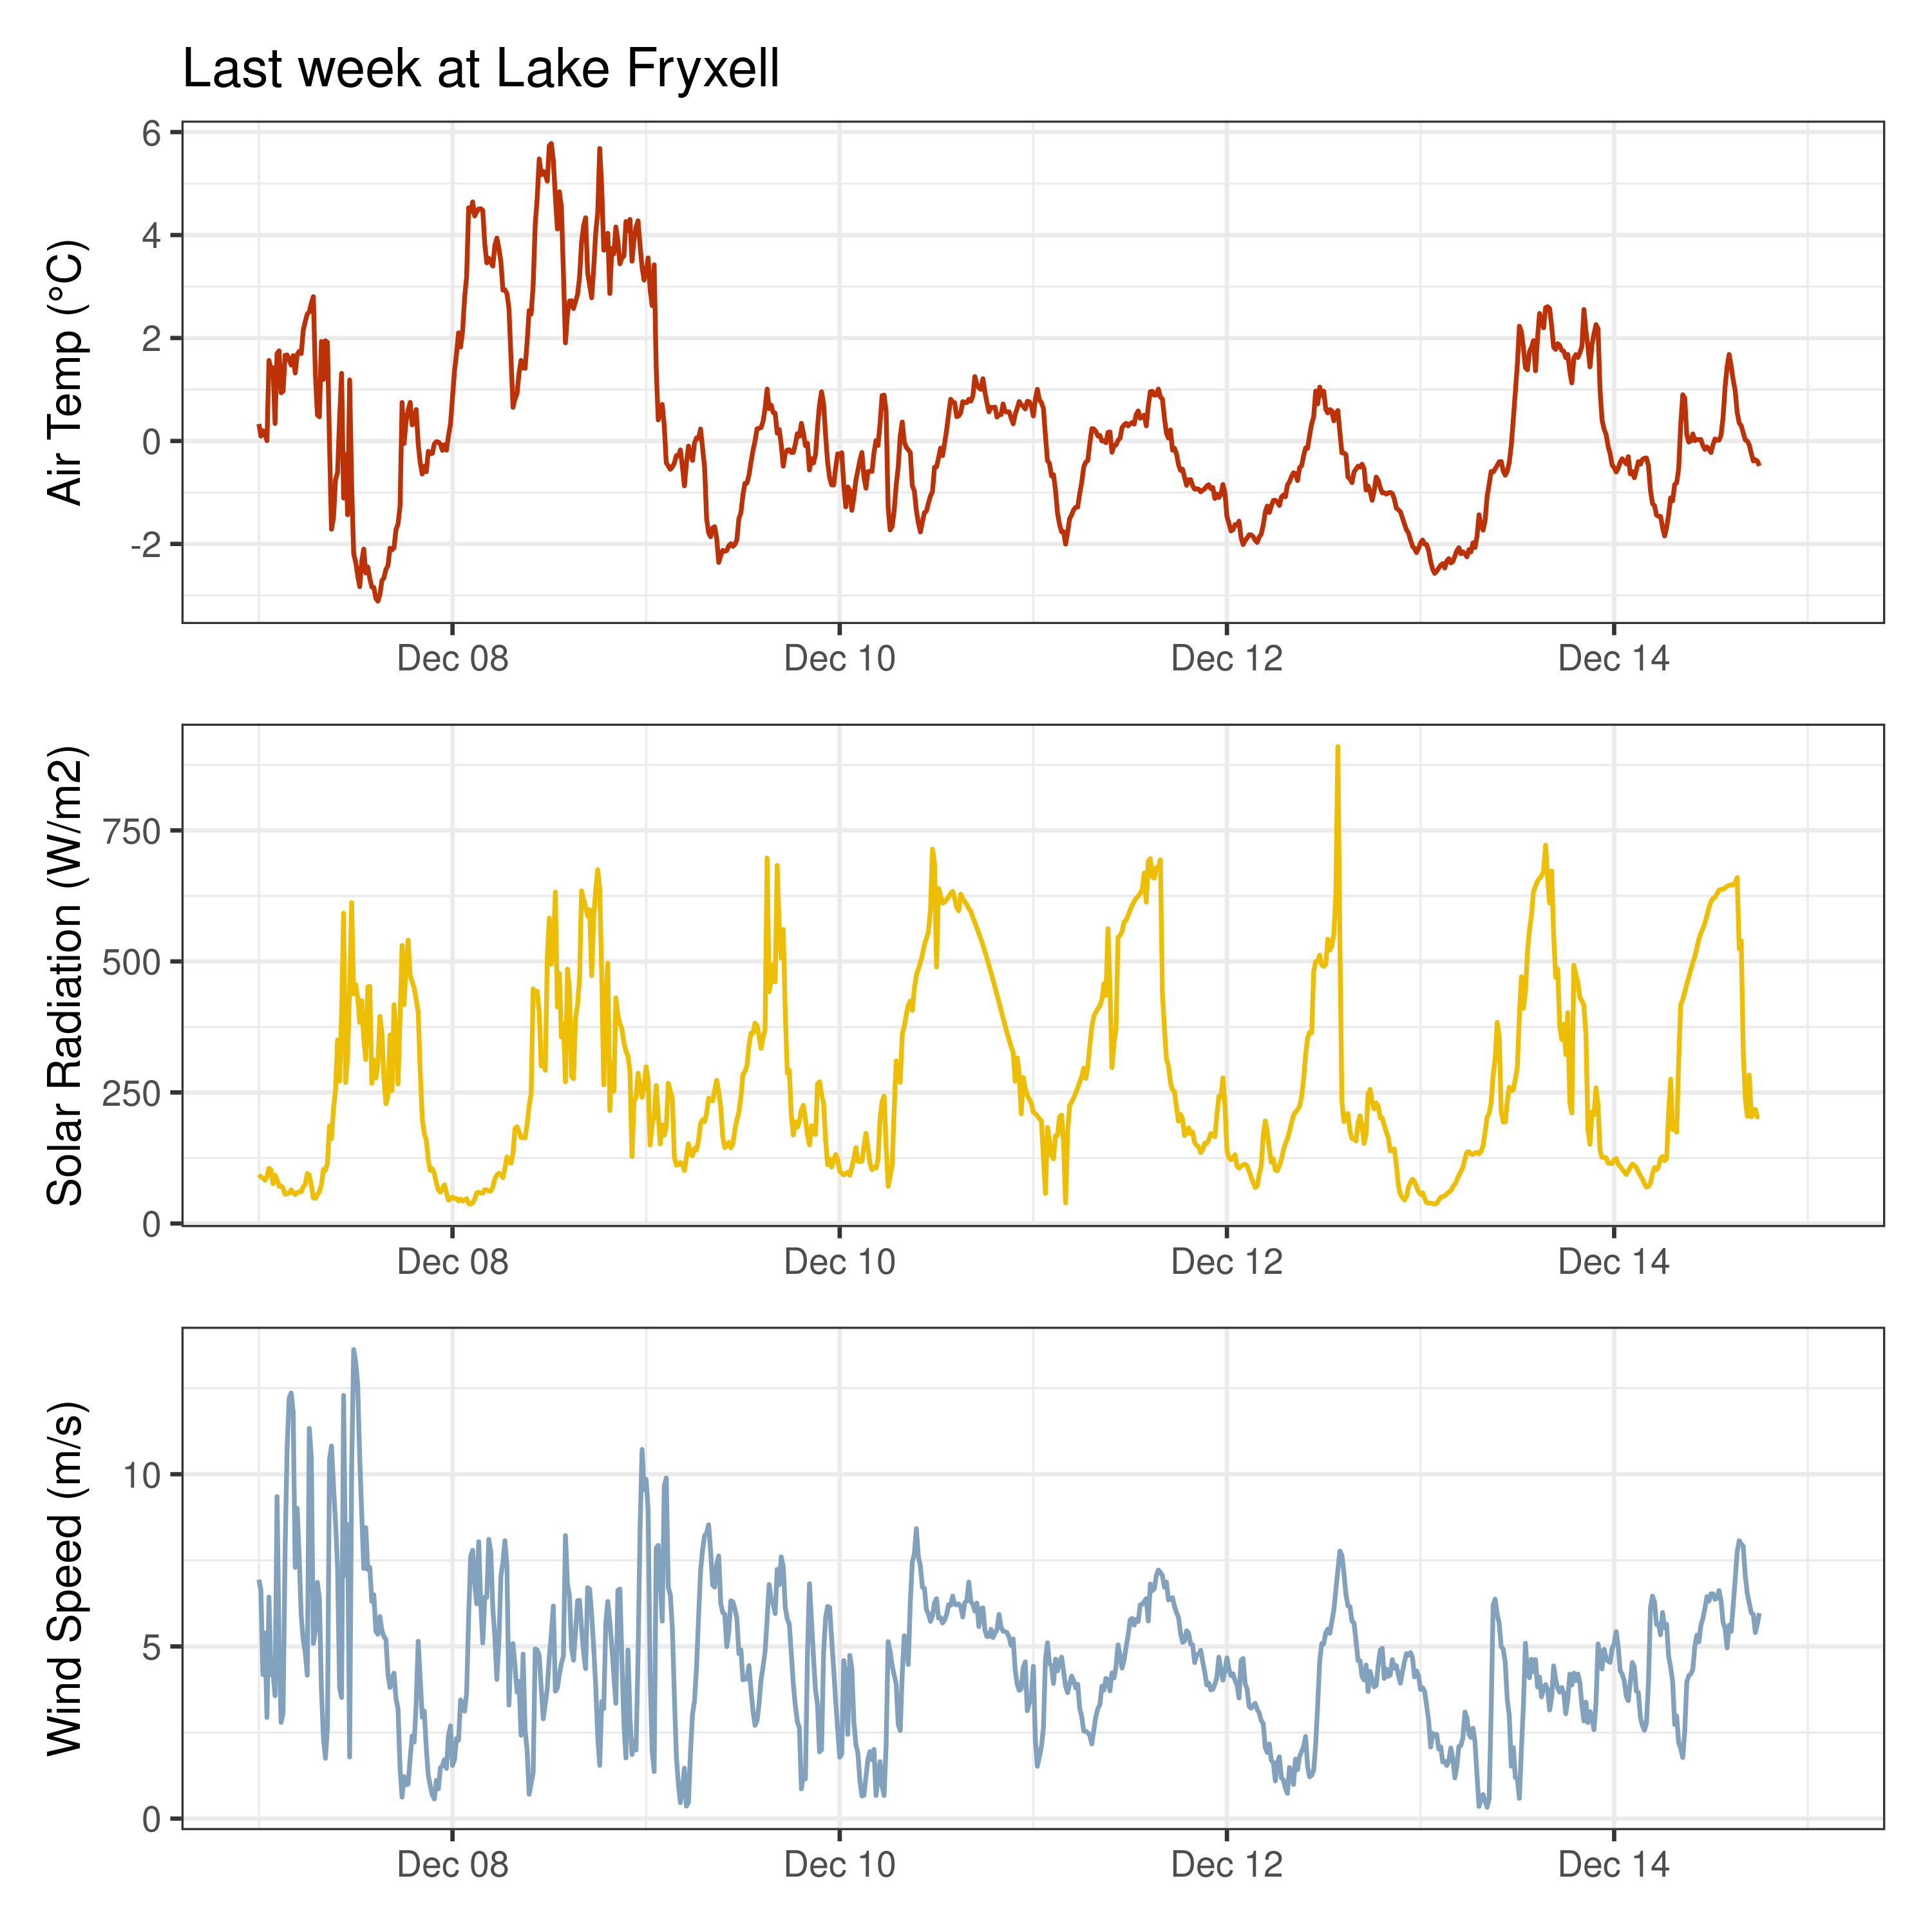 Last week at Lake Fryxell
Air Temp (°C)
6
4
2
0
-2
Dec 08 Dec 10 Dec 12 Dec 14
Solar Radiation (W/m2)
750
500
250
0
Dec 08 Dec 10 Dec 12 Dec 14
Wind Speed (m/s)
10
5
0
Dec 08 Dec 10 Dec 12 Dec 14